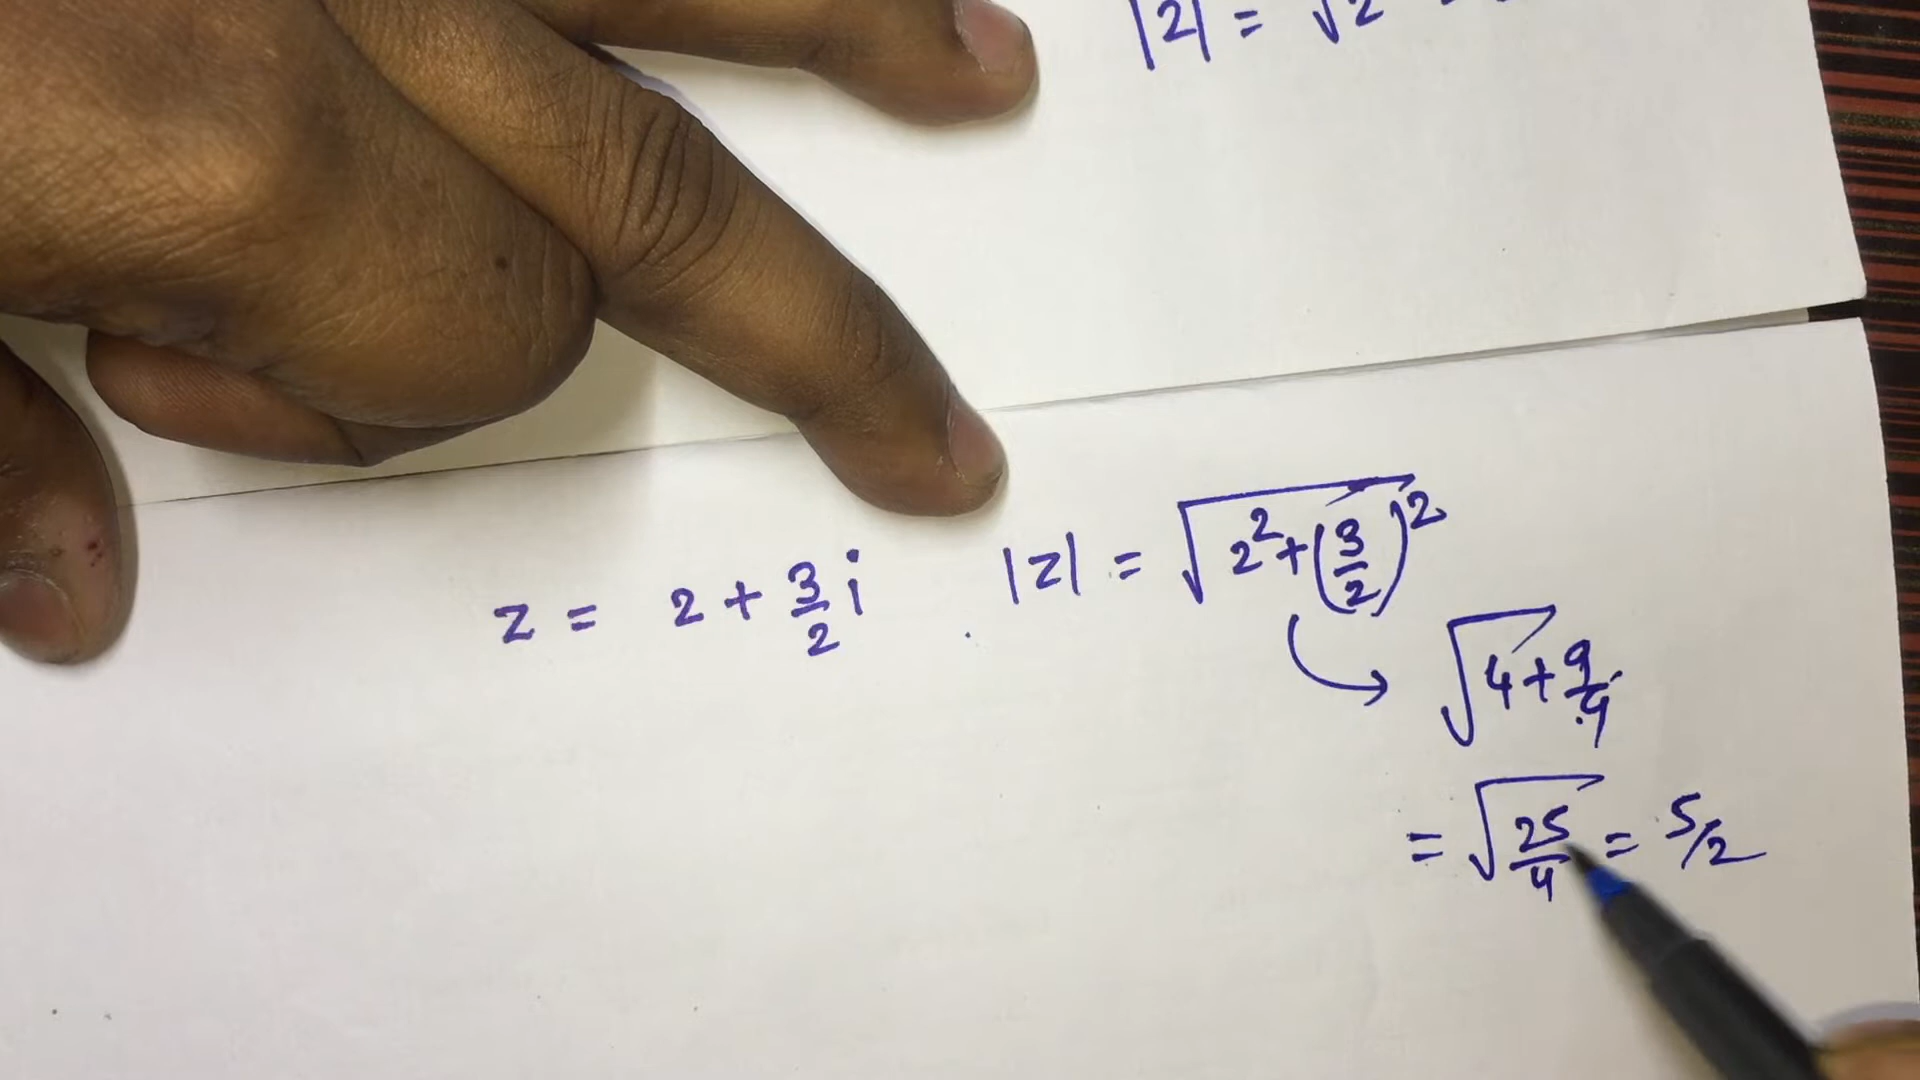 |z| = √2
z = 2 + 3/2 i |z| = √(2² + (3/2)²)
√(4 + 9/4)
= √(25/4) = 5/2